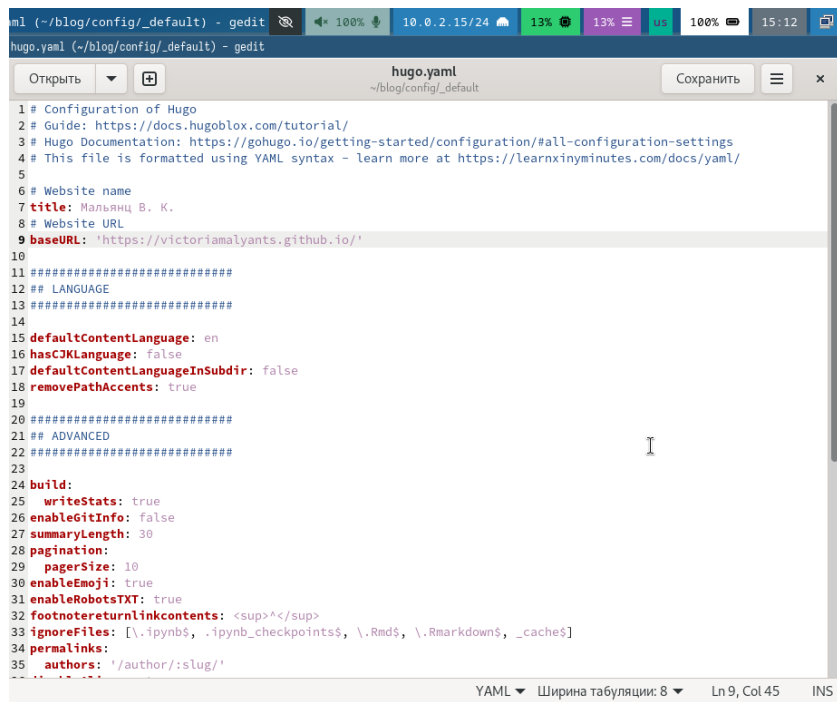 ml (~/blog/config/_default) - gedit 100% 10.0.2.15/24 13% 13% us 100% 15:12
hugo.yaml (~/blog/config/_default) - gedit
Открыть hugo.yaml Сохранить
~/blog/config/_default
1 # Configuration of Hugo
2 # Guide: https://docs.hugoblox.com/tutorial/
3 # Hugo Documentation: https://gohugo.io/getting-started/configuration/#all-configuration-settings
4 # This file is formatted using YAML syntax - learn more at https://learnxinyminutes.com/docs/yaml/
5
6 # Website name
7 title: Мальянц В. К.
8 # Website URL
9 baseURL: 'https://victoriamalyants.github.io/'
10
11 ############################
12 ## LANGUAGE
13 ############################
14
15 defaultContentLanguage: en
16 hasCJKLanguage: false
17 defaultContentLanguageInSubdir: false
18 removePathAccents: true
19
20 ############################
21 ## ADVANCED
22 ############################
23
24 build:
25   writeStats: true
26 enableGitInfo: false
27 summaryLength: 30
28 pagination:
29   pagerSize: 10
30 enableEmoji: true
31 enableRobotsTXT: true
32 footnotereturnlinkcontents: <sup>^</sup>
33 ignoreFiles: [\.ipynb$, .ipynb_checkpoints$, \.Rmd$, \.Rmarkdown$, _cache$]
34 permalinks:
35   authors: '/author/:slug/'
YAML Ширина табуляции: 8 Ln 9, Col 45 INS